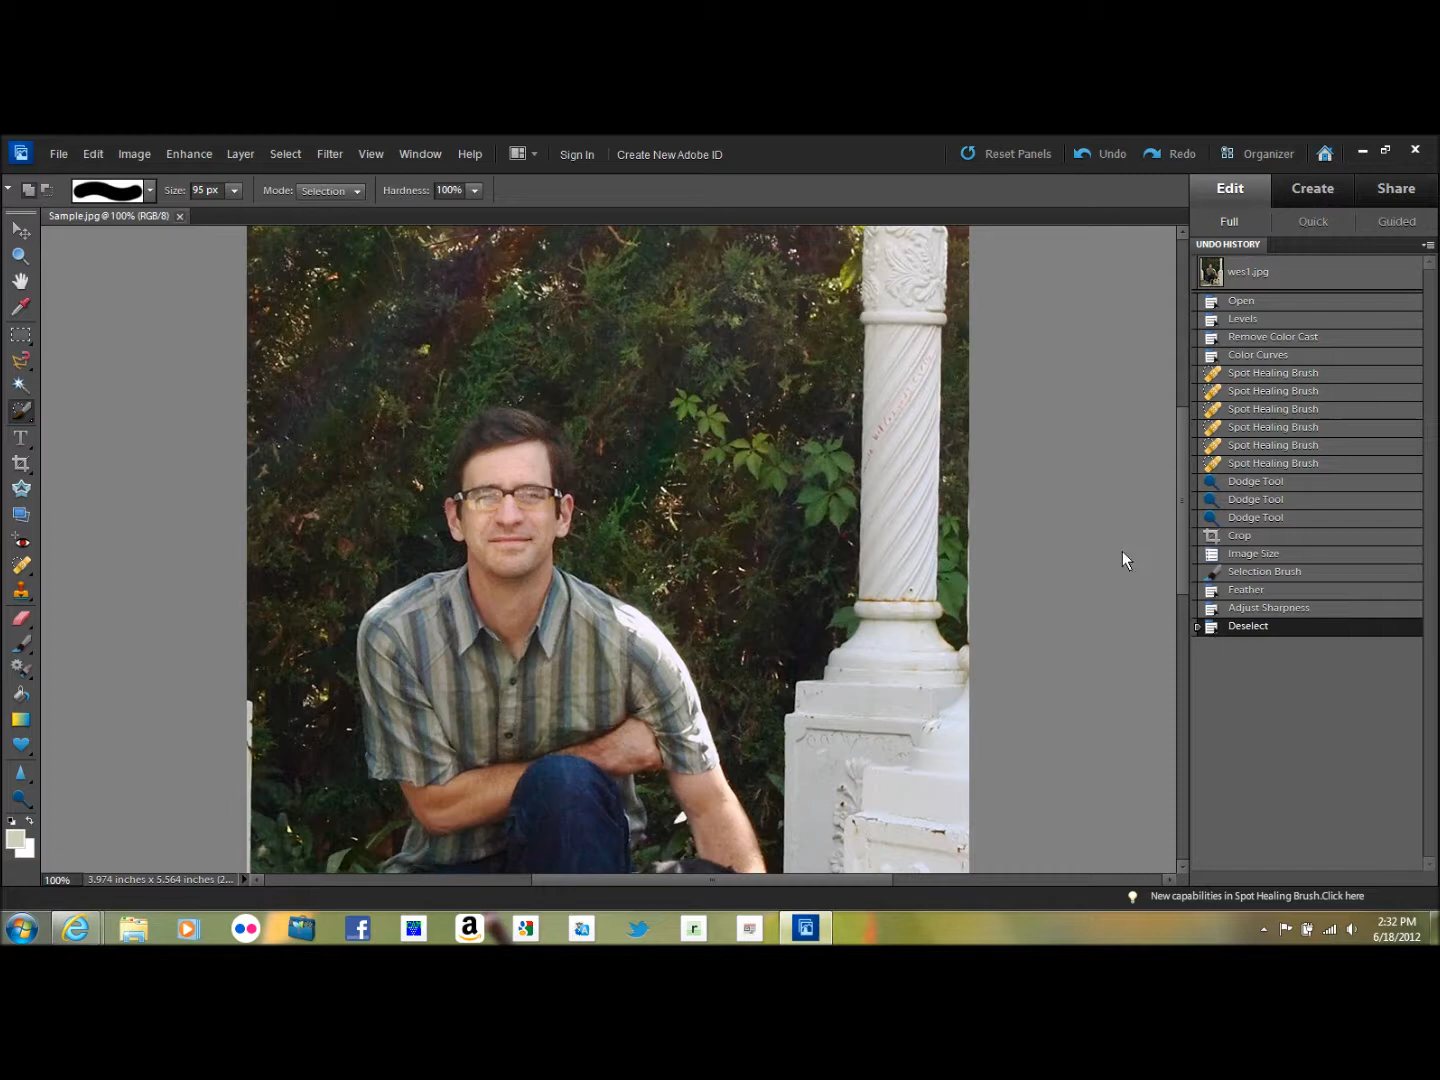 File Edit Image Enhance Layer Select Filter View Window Help Sign In Create New Adobe ID Reset Panels Undo Redo Organizer
Size: 95 px Mode: Selection Hardness: 100% Edit Create Share
Sample.jpg @ 100% (RGB/8) Full Quick Guided
UNDO HISTORY
wes1.jpg
Open
Levels
Remove Color Cast
Color Curves
Spot Healing Brush
Spot Healing Brush
Spot Healing Brush
Spot Healing Brush
Spot Healing Brush
Spot Healing Brush
Dodge Tool
Dodge Tool
Dodge Tool
Crop
Image Size
Selection Brush
Feather
Adjust Sharpness
Deselect
100% 3.974 inches x 5.564 inches (2...
New capabilities in Spot Healing Brush.Click here
2:32 PM
6/18/2012